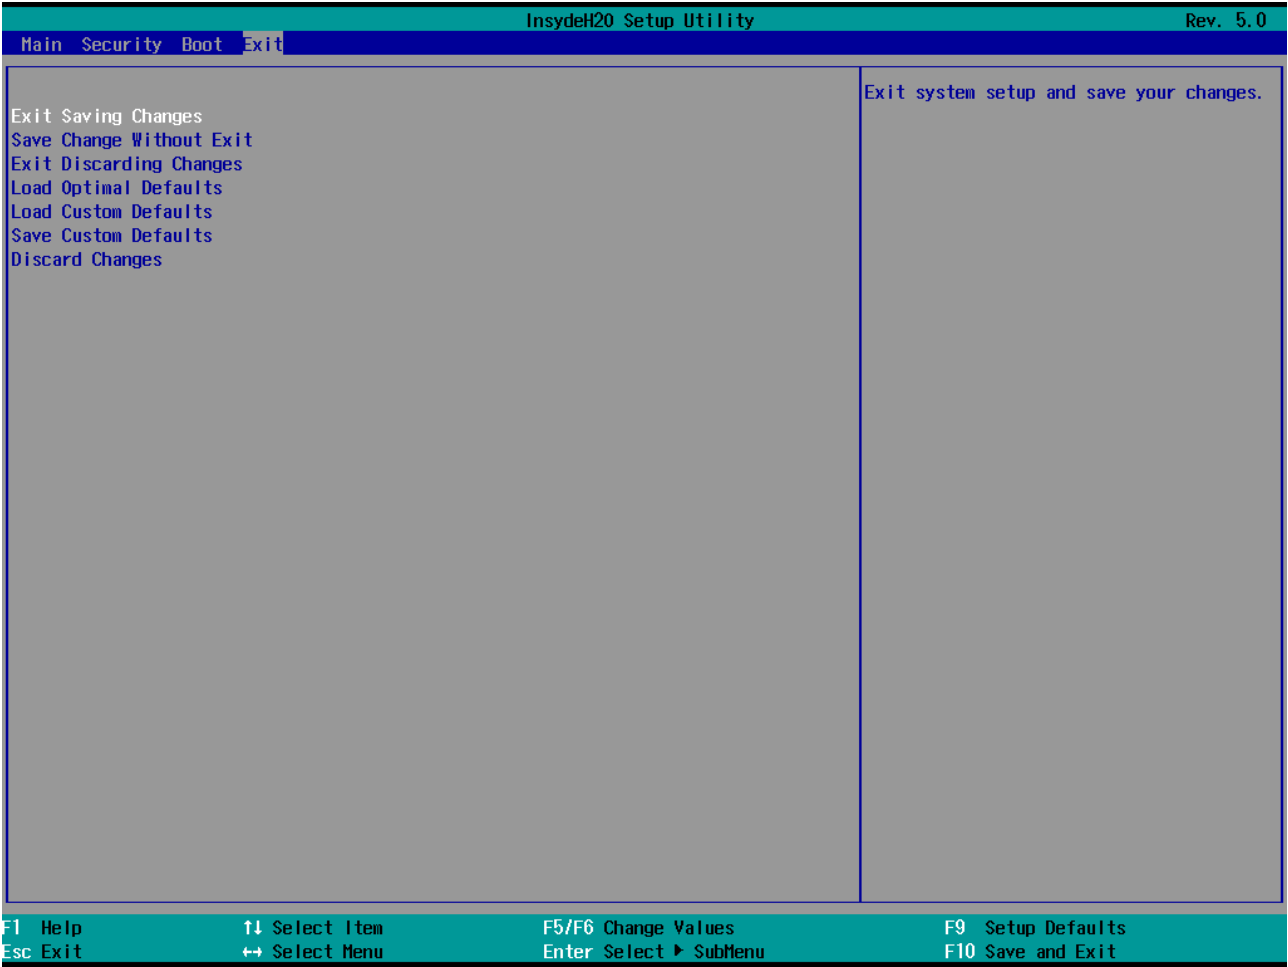 InsydeH20 Setup Utility Rev. 5.0
Main Security Boot Exit
Exit system setup and save your changes.
Exit Saving Changes
Save Change Without Exit
Exit Discarding Changes
Load Optimal Defaults
Load Custom Defaults
Save Custom Defaults
Discard Changes
F1 Help ↑↓ Select Item F5/F6 Change Values F9 Setup Defaults
Esc Exit ←→ Select Menu Enter Select ▶ SubMenu F10 Save and Exit